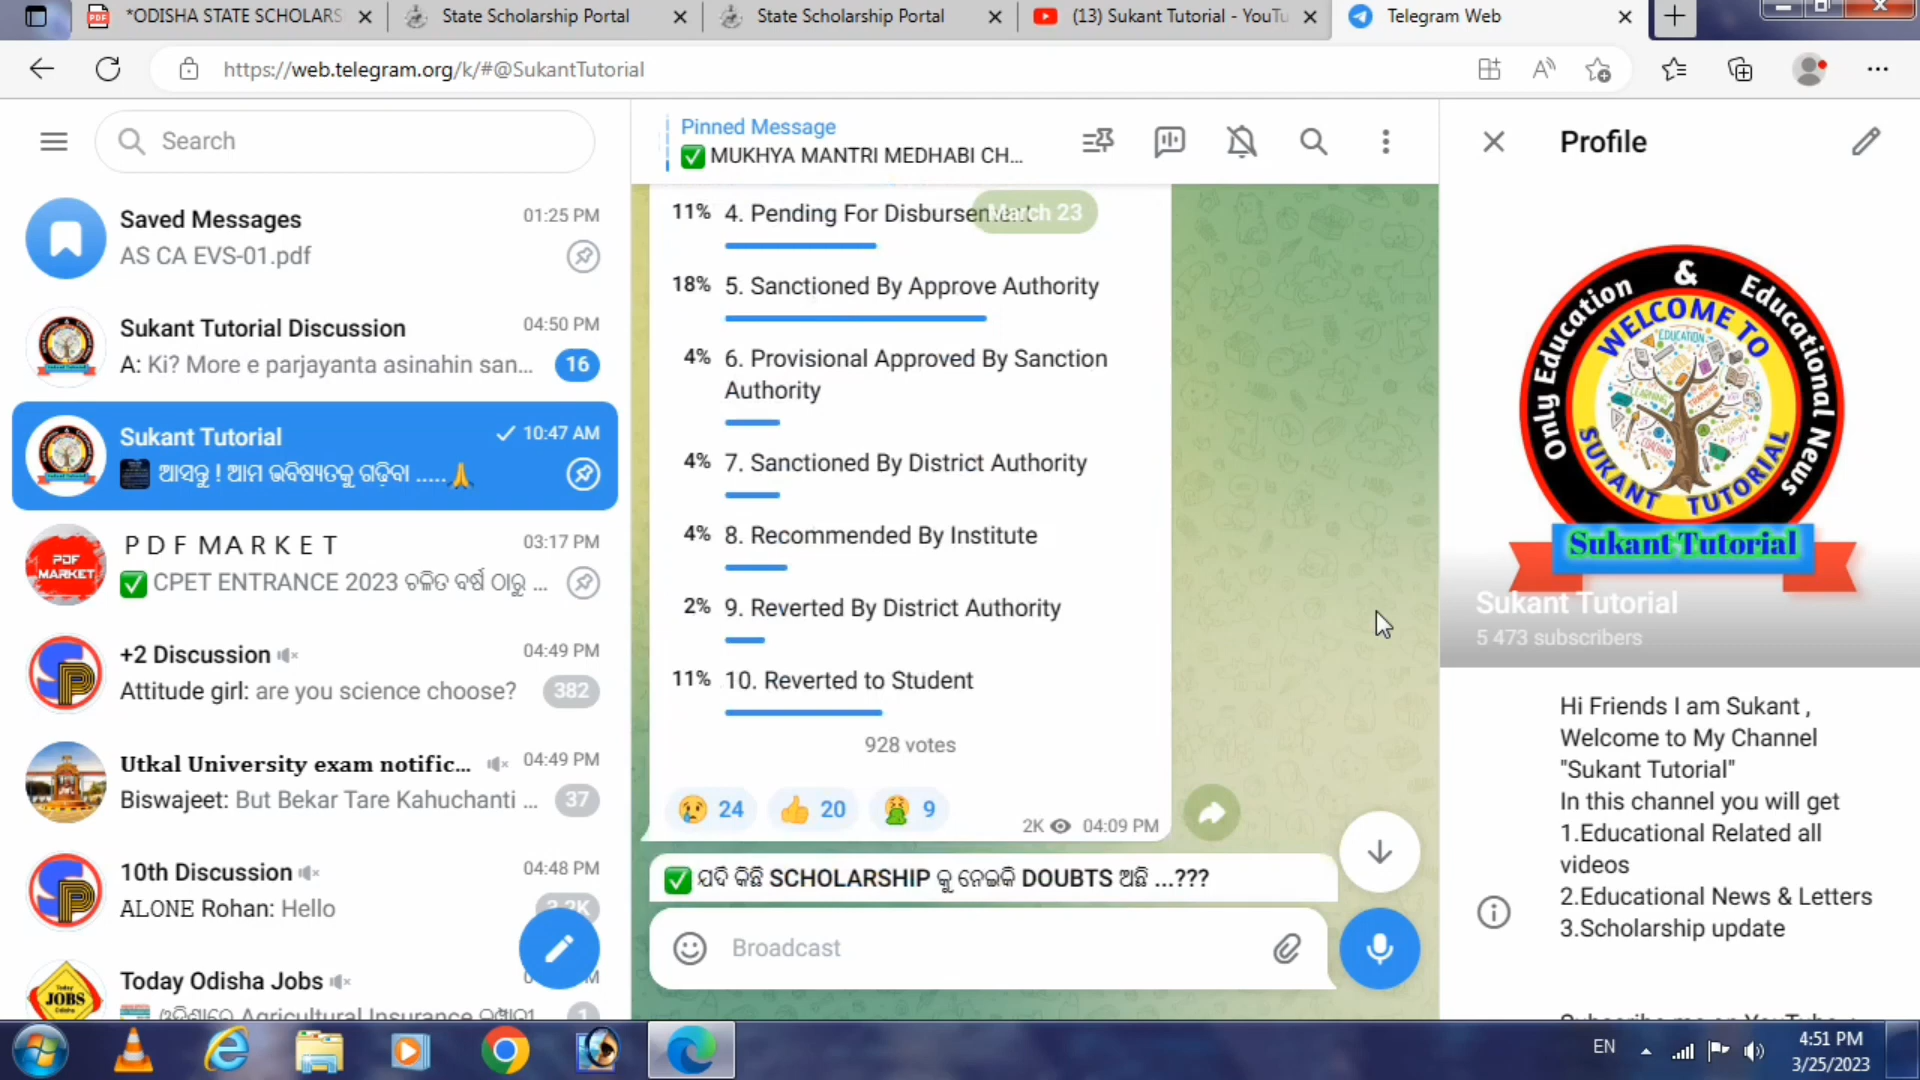 *ODISHA STATE SCHOLARS
State Scholarship Portal
State Scholarship Portal
(13) Sukant Tutorial - YouTu
Telegram Web
https://web.telegram.org/k/#@SukantTutorial
Search
Saved Messages
01:25 PM
AS CA EVS-01.pdf
Sukant Tutorial Discussion
04:50 PM
A: Ki? More e parjayanta asinahin san...
16
Sukant Tutorial
10:47 AM
ଆସନ୍ତୁ ! ଆମ ଭବିଷ୍ୟତକୁ ଗଢ଼ିବା .....🙏
PDF MARKET
P D F M A R K E T
03:17 PM
✅ CPET ENTRANCE 2023 ଚଳିତ ବର୍ଷ ଠାରୁ ...
+2 Discussion
04:49 PM
Attitude girl: are you science choose?
382
Utkal University exam notific...
04:49 PM
Biswajeet: But Bekar Tare Kahuchanti ...
37
10th Discussion
04:48 PM
ALONE Rohan: Hello
3.2K
Today JOBS Odisha
Today Odisha Jobs
Agricultural Insurance
1
Pinned Message
✅ MUKHYA MANTRI MEDHABI CH...
March 23
11% 4. Pending For Disbursement
18% 5. Sanctioned By Approve Authority
4% 6. Provisional Approved By Sanction
Authority
4% 7. Sanctioned By District Authority
4% 8. Recommended By Institute
2% 9. Reverted By District Authority
11% 10. Reverted to Student
928 votes
😢 24 👍 20 🤮 9
2K 04:09 PM
✅ ଯଦି କିଛି SCHOLARSHIP କୁ ନେଇକି DOUBTS ଅଛି ...???
Broadcast
Profile
Only Education & Educational News
WELCOME TO
SUKANT TUTORIAL
Sukant Tutorial
Sukant Tutorial
5 473 subscribers
Hi Friends I am Sukant ,
Welcome to My Channel
"Sukant Tutorial"
In this channel you will get
1.Educational Related all
videos
2.Educational News & Letters
3.Scholarship update
EN
4:51 PM
3/25/2023